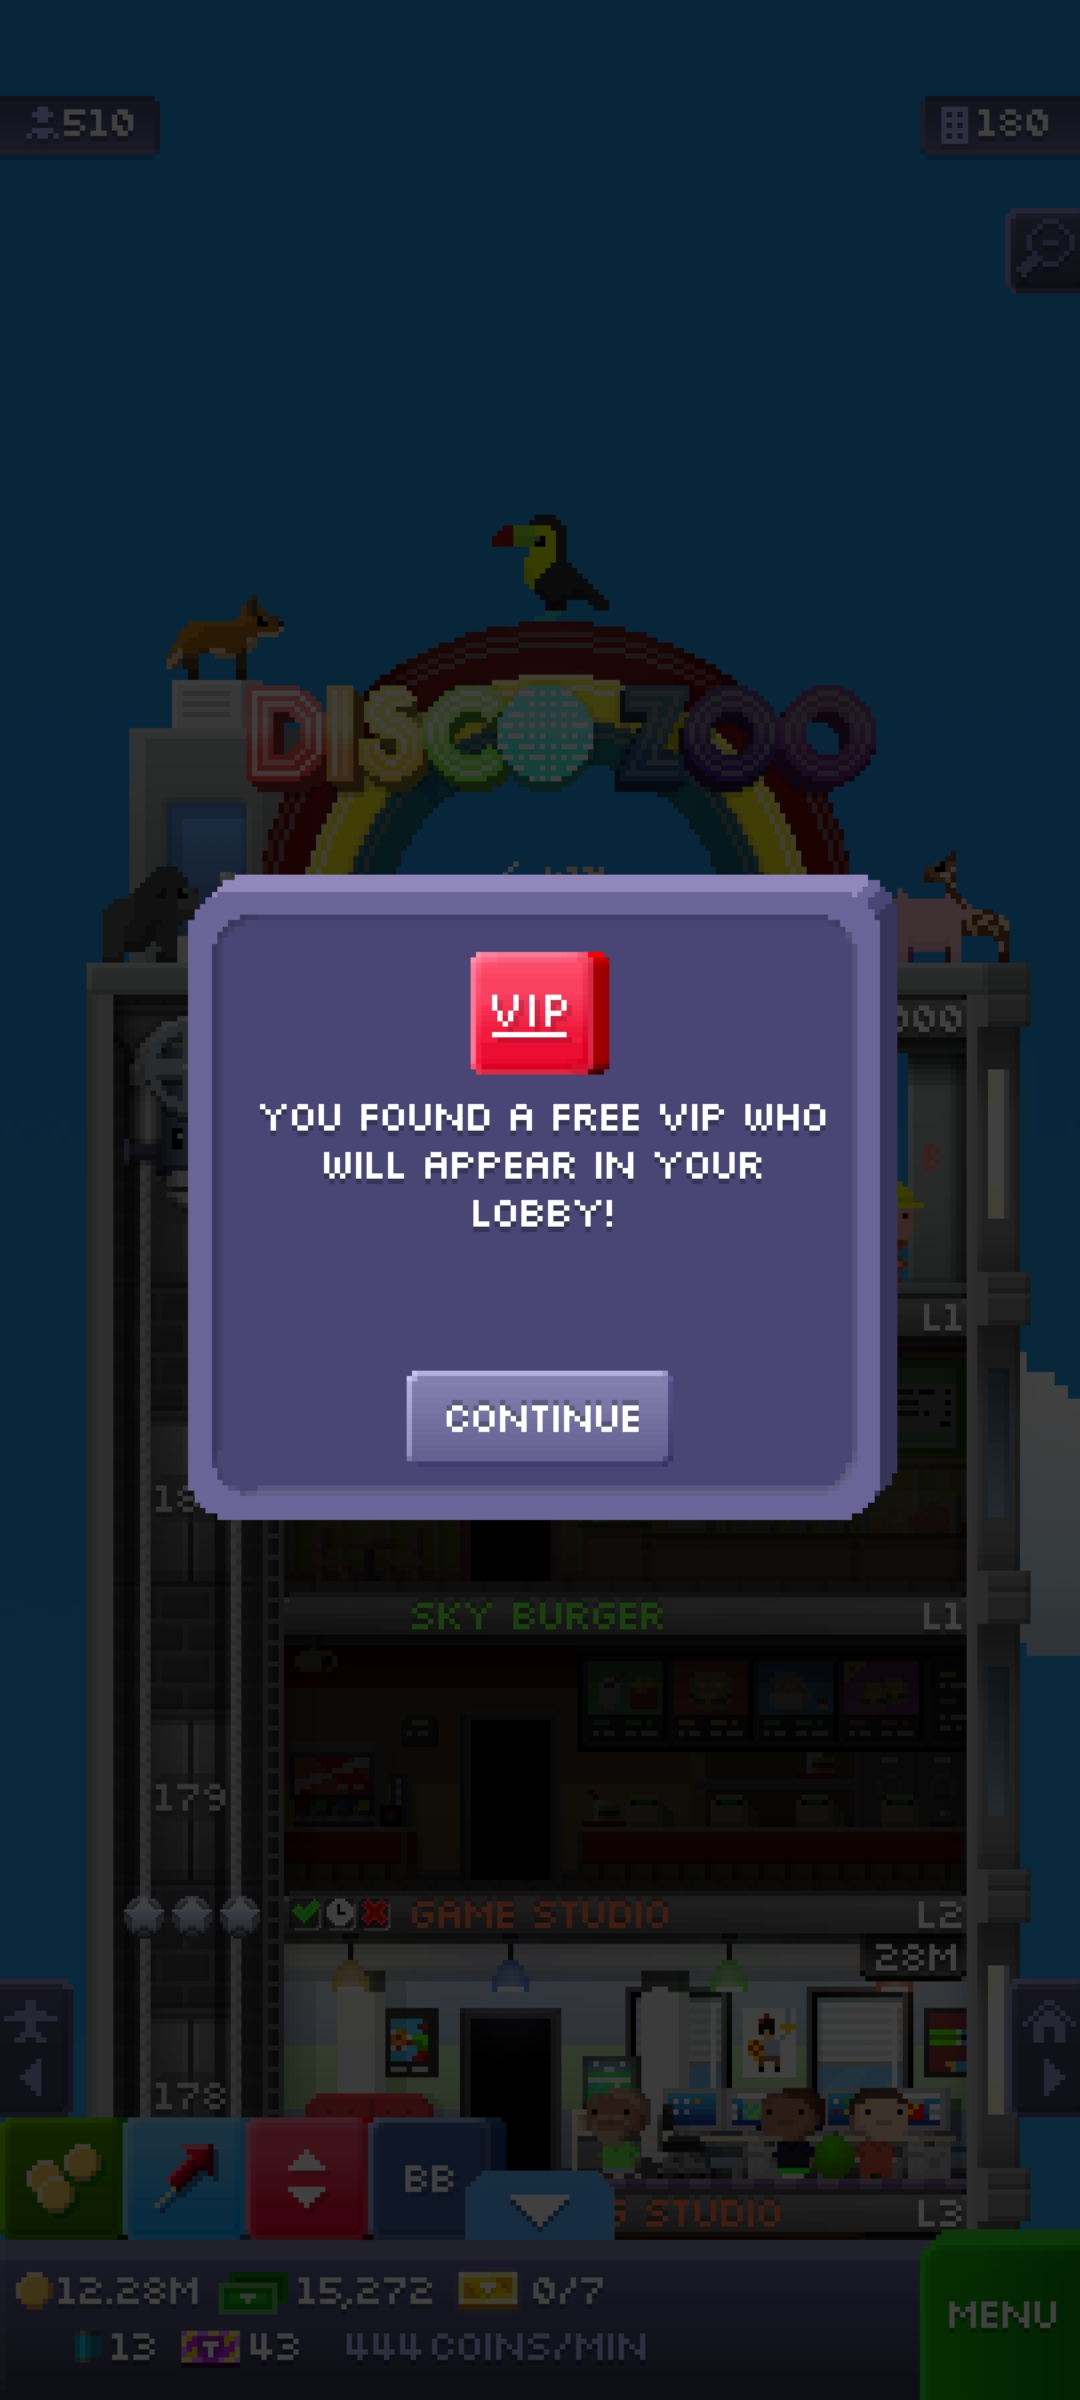 510
180
DISCO ZOO
VIP
YOU FOUND A FREE VIP WHO
WILL APPEAR IN YOUR
LOBBY!
L1
CONTINUE
SKY BURGER
L1
179
GAME STUDIO
L2
28M
178
BB
STUDIO
L3
12.28M
15,272
0/7
MENU
13
43
444 COINS/MIN